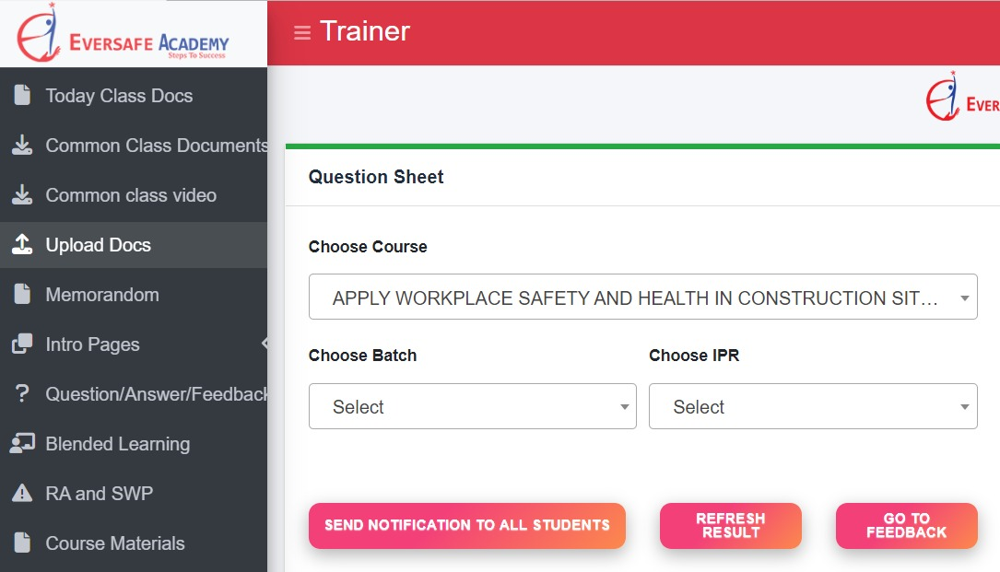 EVERSAFE ACADEMY
Steps To Success
Today Class Docs
Common Class Documents
Common class video
Upload Docs
Memorandom
Intro Pages
Question/Answer/Feedback
Blended Learning
RA and SWP
Course Materials
Trainer
EVER
Question Sheet
Choose Course
APPLY WORKPLACE SAFETY AND HEALTH IN CONSTRUCTION SIT...
Choose Batch
Choose IPR
Select
Select
SEND NOTIFICATION TO ALL STUDENTS
REFRESH
RESULT
GO TO
FEEDBACK